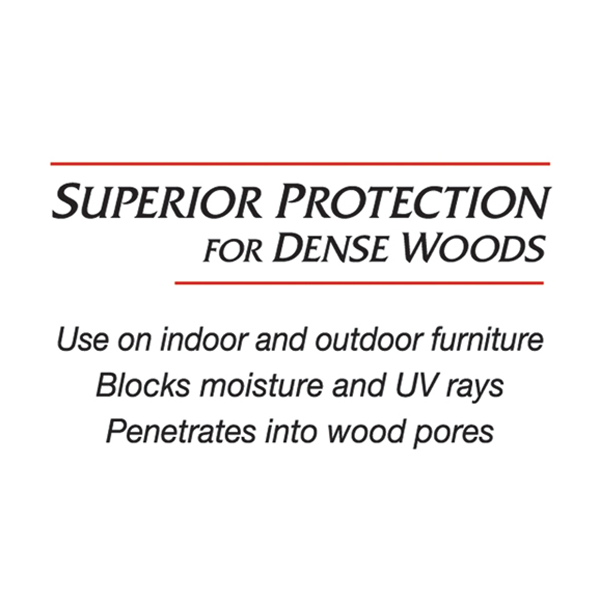 SUPERIOR PROTECTION
FOR DENSE WOODS
Use on indoor and outdoor furniture
Blocks moisture and UV rays
Penetrates into wood pores